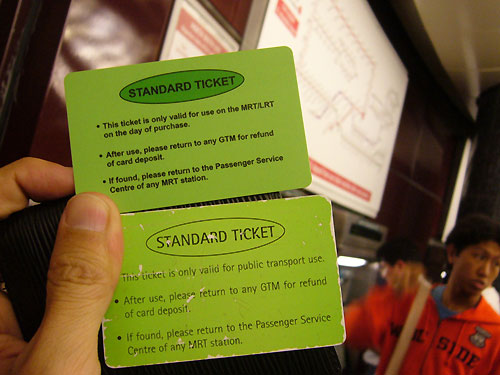 STANDARD TICKET
• This ticket is only valid for use on the MRT/LRT
on the day of purchase.
• After use, please return to any GTM for refund
of card deposit.
• If found, please return to the Passenger Service
Centre of any MRT station.
STANDARD TICKET
This ticket is only valid for public transport use.
• After use, please return to any GTM for refund
of card deposit.
• If found, please return to the Passenger Service
Centre of any MRT station.